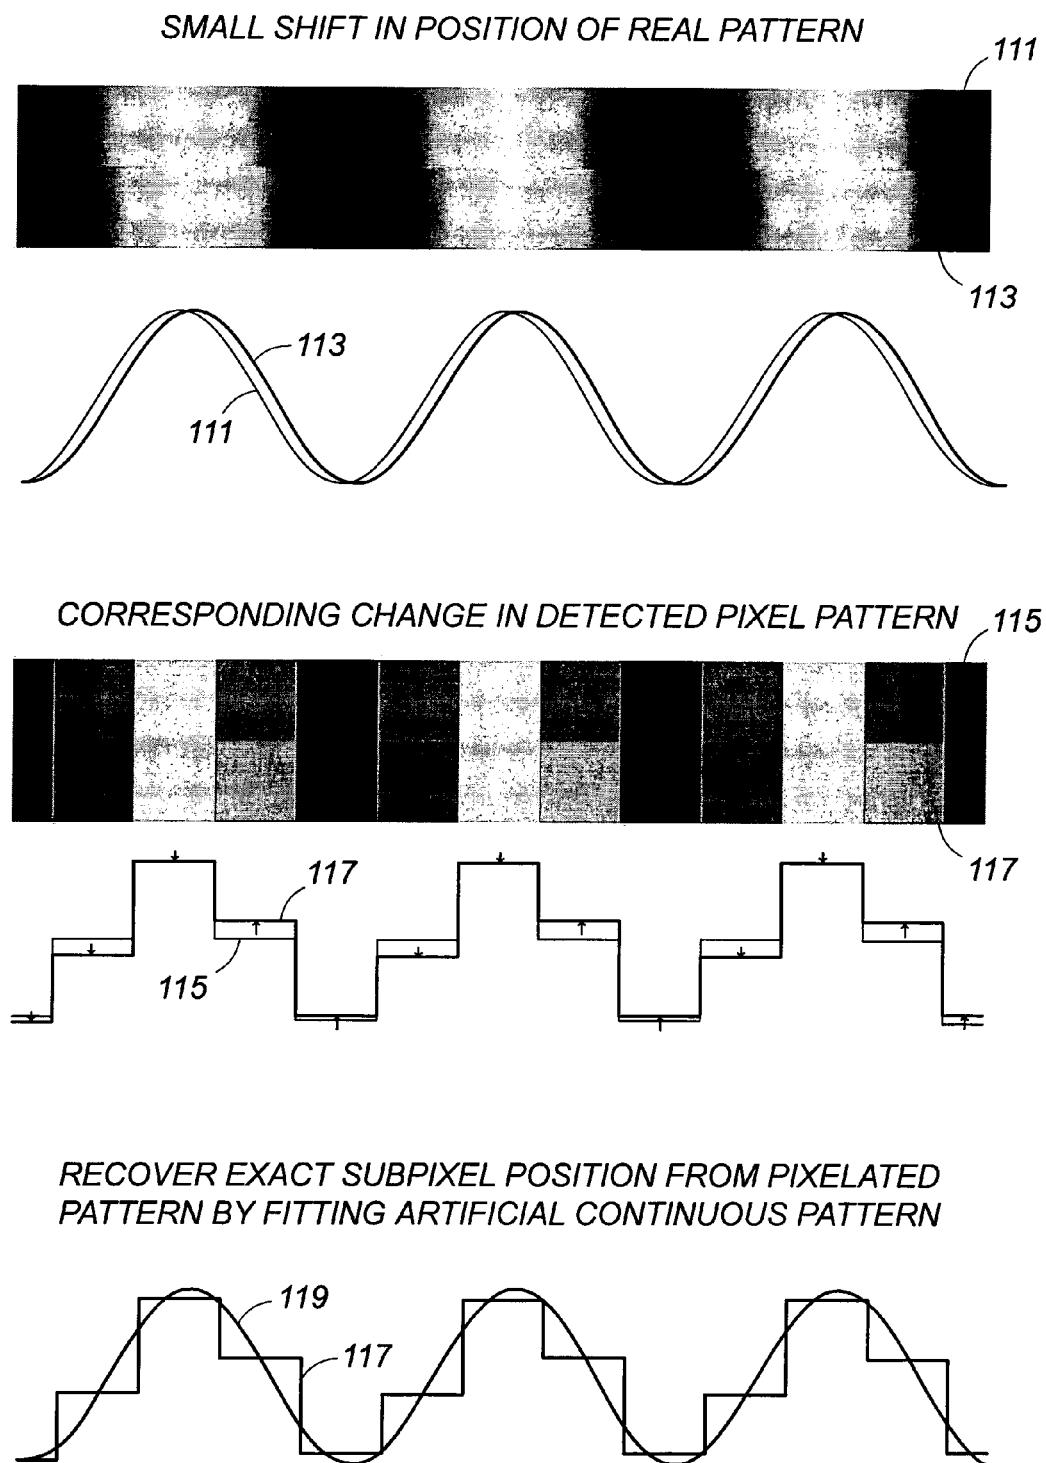 SMALL SHIFT IN POSITION OF REAL PATTERN
111
113
113
111
CORRESPONDING CHANGE IN DETECTED PIXEL PATTERN
115
117
117
115
RECOVER EXACT SUBPIXEL POSITION FROM PIXELATED
PATTERN BY FITTING ARTIFICIAL CONTINUOUS PATTERN
119
117